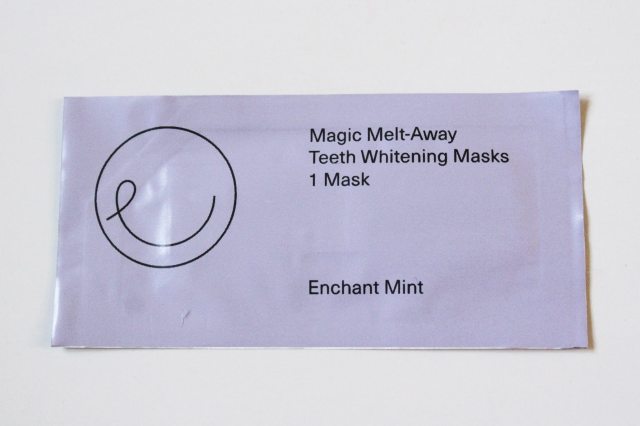 Magic Melt-Away
Teeth Whitening Masks
1 Mask
Enchant Mint